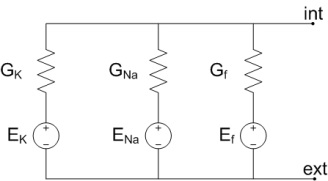 int
G_K G_Na G_f
E_K E_Na E_f
+ + +
− − −
ext